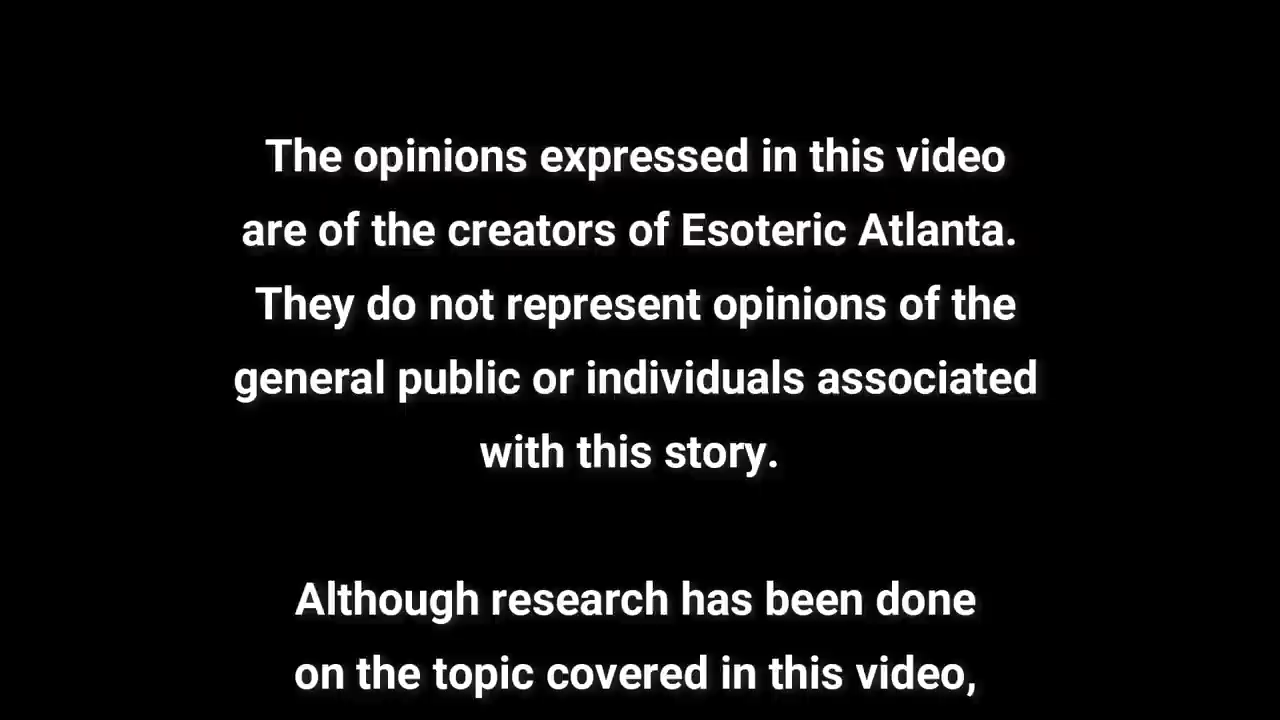 The opinions expressed in this video
are of the creators of Esoteric Atlanta.
They do not represent opinions of the
general public or individuals associated
with this story.
Although research has been done
on the topic covered in this video,